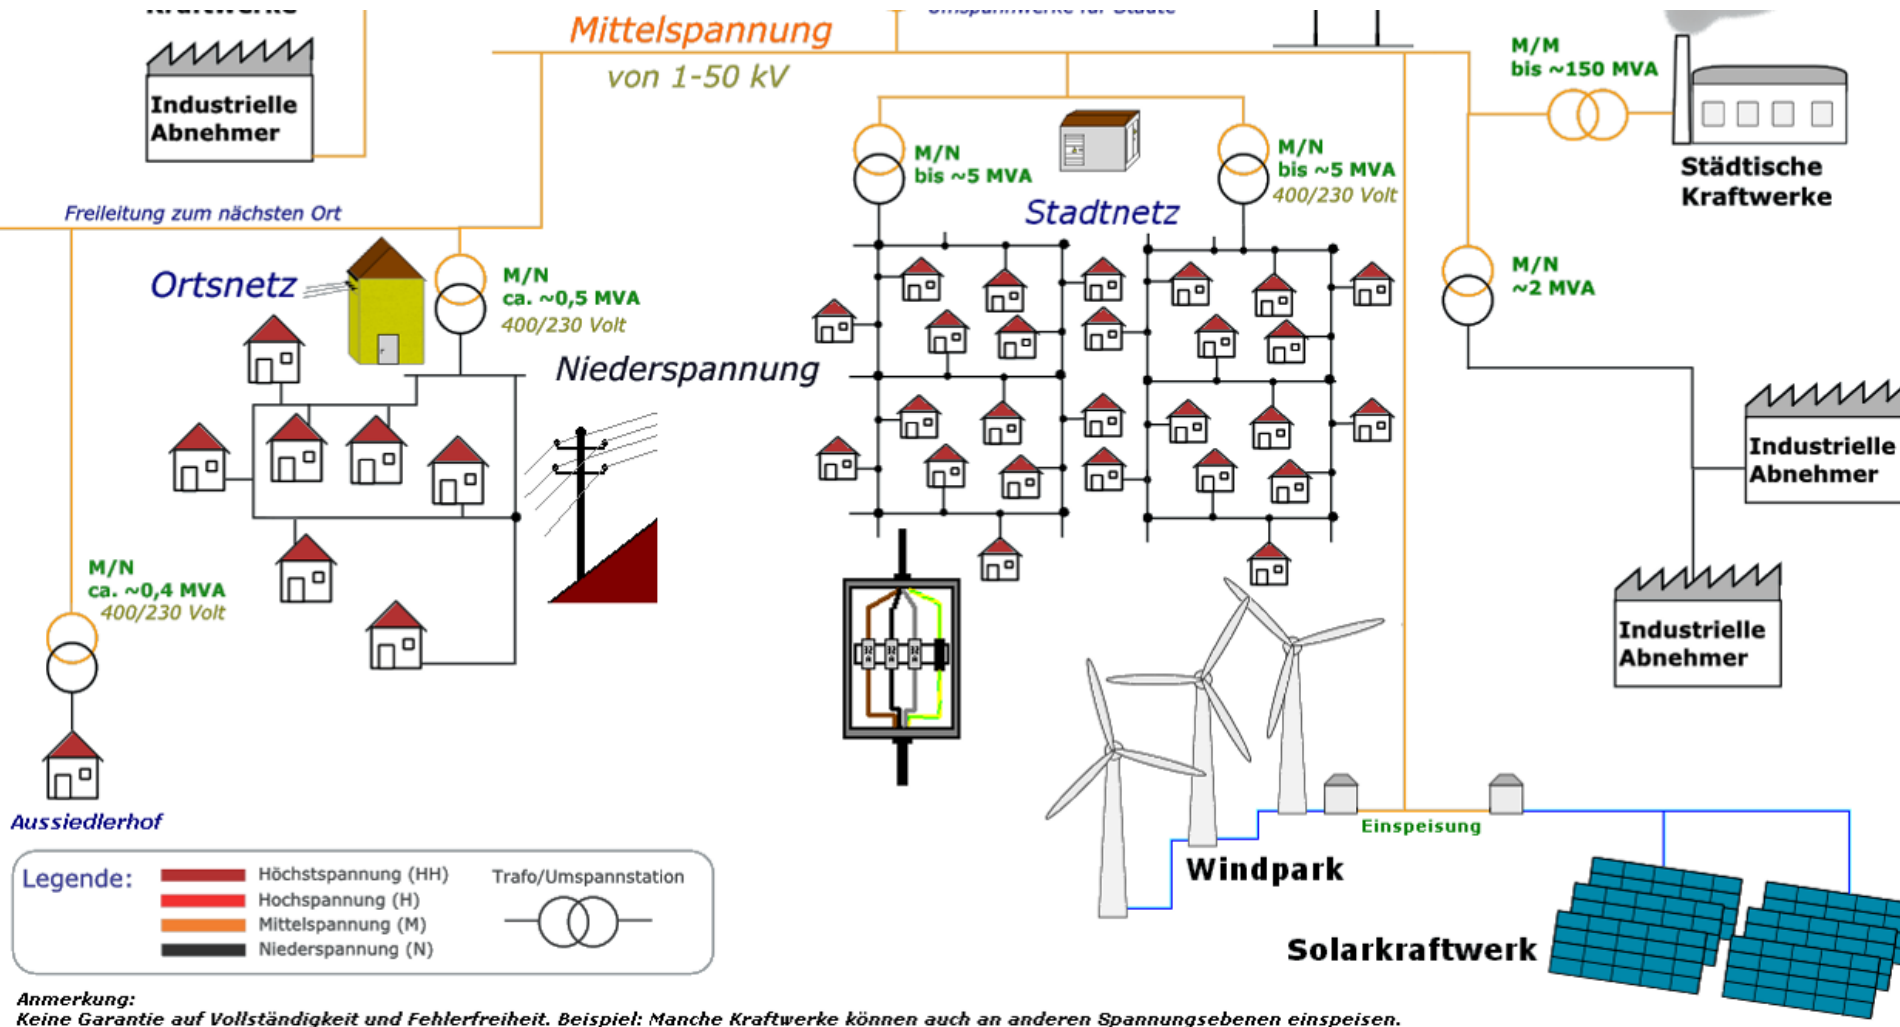 Kraftwerke
Umspannwerke für Städte
Mittelspannung
von 1-50 kV
Industrielle
Abnehmer
M/M
bis ~150 MVA
Städtische
Kraftwerke
M/N
bis ~5 MVA
M/N
bis ~5 MVA
400/230 Volt
Stadtnetz
Freileitung zum nächsten Ort
Ortsnetz
M/N
ca. ~0,5 MVA
400/230 Volt
M/N
~2 MVA
Niederspannung
Industrielle
Abnehmer
M/N
ca. ~0,4 MVA
400/230 Volt
Industrielle
Abnehmer
Aussiedlerhof
Einspeisung
Windpark
Solarkraftwerk
Legende:
Höchstspannung (HH)
Hochspannung (H)
Mittelspannung (M)
Niederspannung (N)
Trafo/Umspannstation
Anmerkung:
Keine Garantie auf Vollständigkeit und Fehlerfreiheit. Beispiel: Manche Kraftwerke können auch an anderen Spannungsebenen einspeisen.